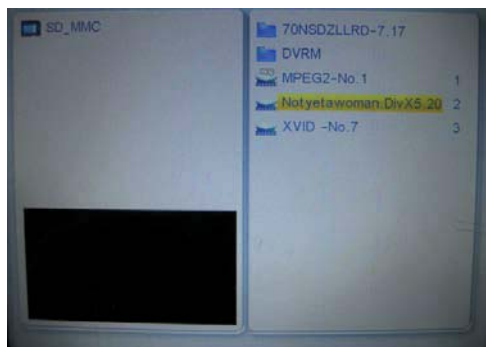 SD_MMC
70NSDZLLRD-7.17
DVRM
MPEG2-No.1 1
Notyetawoman.DivX5.20 2
XVID -No.7 3